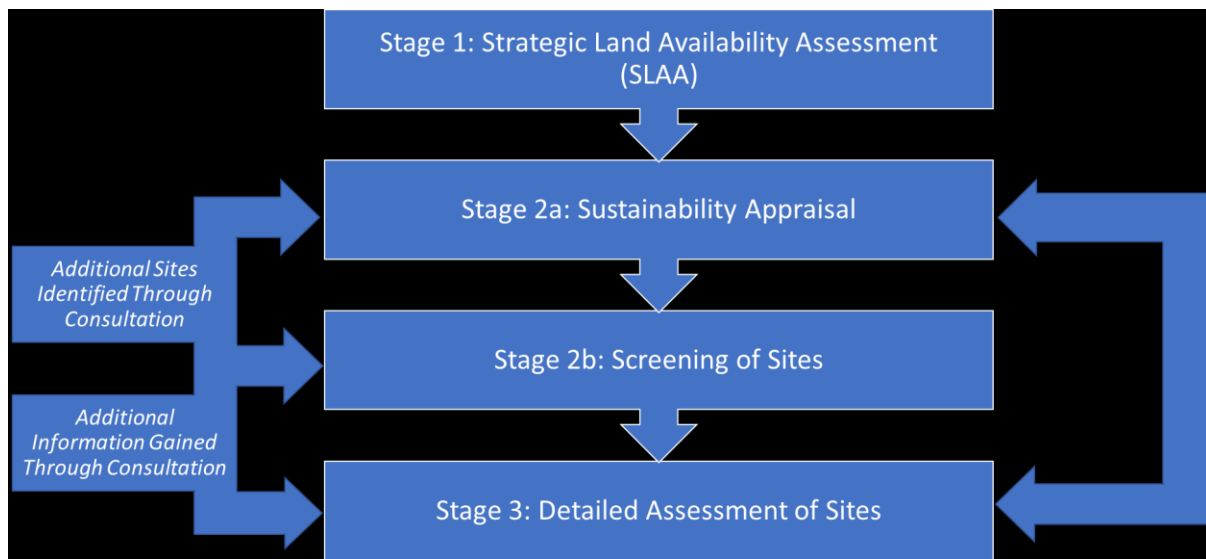 Stage 1: Strategic Land Availability Assessment
(SLAA)
Stage 2a: Sustainability Appraisal
Additional Sites
Identified Through
Consultation
Stage 2b: Screening of Sites
Additional
Information Gained
Through Consultation
Stage 3: Detailed Assessment of Sites